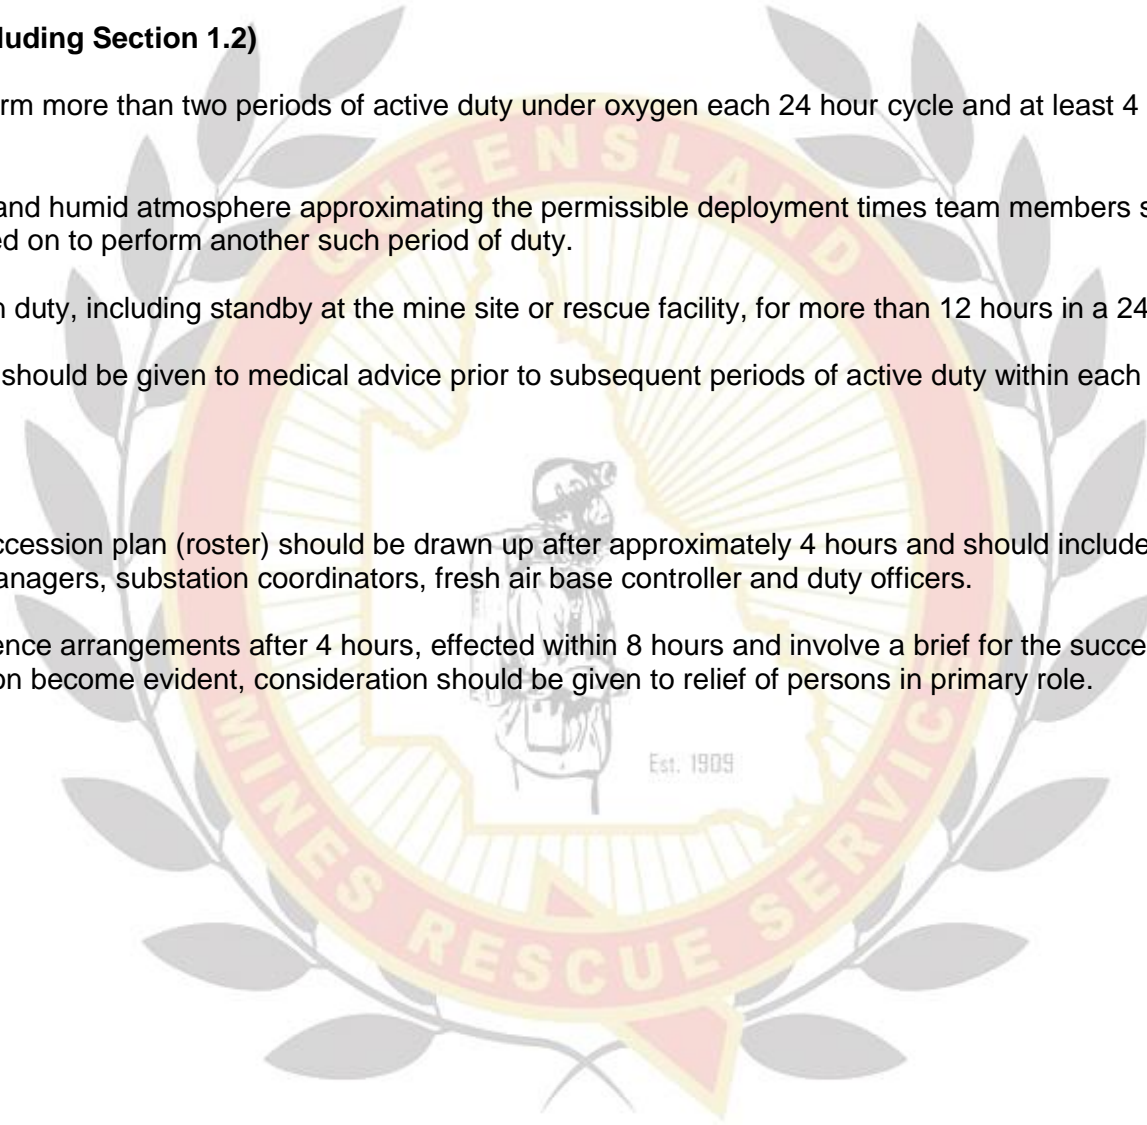 luding Section 1.2)
rm more than two periods of active duty under oxygen each 24 hour cycle and at least 4
and humid atmosphere approximating the permissible deployment times team members s
ed on to perform another such period of duty.
n duty, including standby at the mine site or rescue facility, for more than 12 hours in a 24
should be given to medical advice prior to subsequent periods of active duty within each
ccession plan (roster) should be drawn up after approximately 4 hours and should include
anagers, substation coordinators, fresh air base controller and duty officers.
ence arrangements after 4 hours, effected within 8 hours and involve a brief for the succe
on become evident, consideration should be given to relief of persons in primary role.
QUEENSLAND
MINES RESCUE SERVICE
Est. 1909